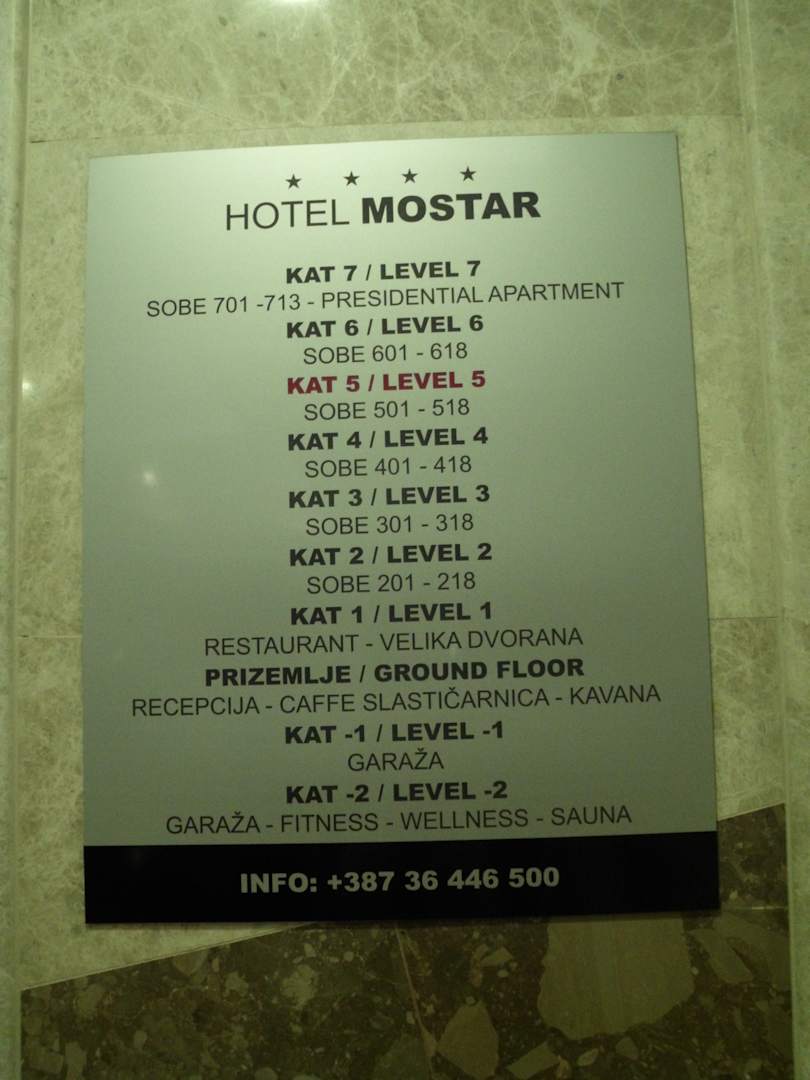 HOTEL MOSTAR
KAT 7 / LEVEL 7
SOBE 701 -713 - PRESIDENTIAL APARTMENT
KAT 6 / LEVEL 6
SOBE 601 - 618
KAT 5 / LEVEL 5
SOBE 501 - 518
KAT 4 / LEVEL 4
SOBE 401 - 418
KAT 3 / LEVEL 3
SOBE 301 - 318
KAT 2 / LEVEL 2
SOBE 201 - 218
KAT 1 / LEVEL 1
RESTAURANT - VELIKA DVORANA
PRIZEMLJE / GROUND FLOOR
RECEPCIJA - CAFFE SLASTIČARNICA - KAVANA
KAT -1 / LEVEL -1
GARAŽA
KAT -2 / LEVEL -2
GARAŽA - FITNESS - WELLNESS - SAUNA
INFO: +387 36 446 500